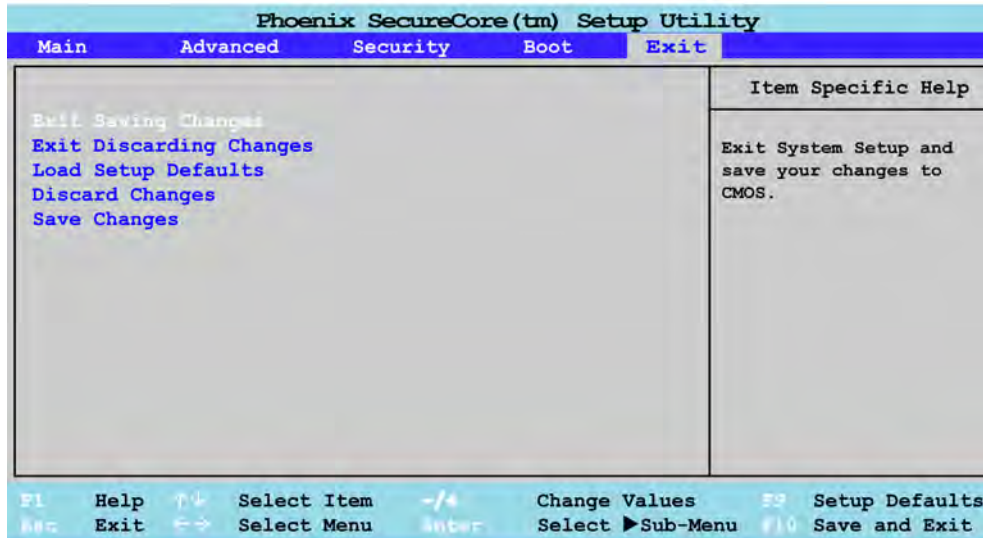 Phoenix SecureCore(tm) Setup Utility
Main Advanced Security Boot Exit
Item Specific Help
Exit Saving Changes
Exit Discarding Changes
Load Setup Defaults
Discard Changes
Save Changes
Exit System Setup and
save your changes to
CMOS.
F1 Help ↑↓ Select Item Change Values F9 Setup Defaults
Esc Exit ←→ Select Menu Enter Select ▶Sub-Menu F10 Save and Exit